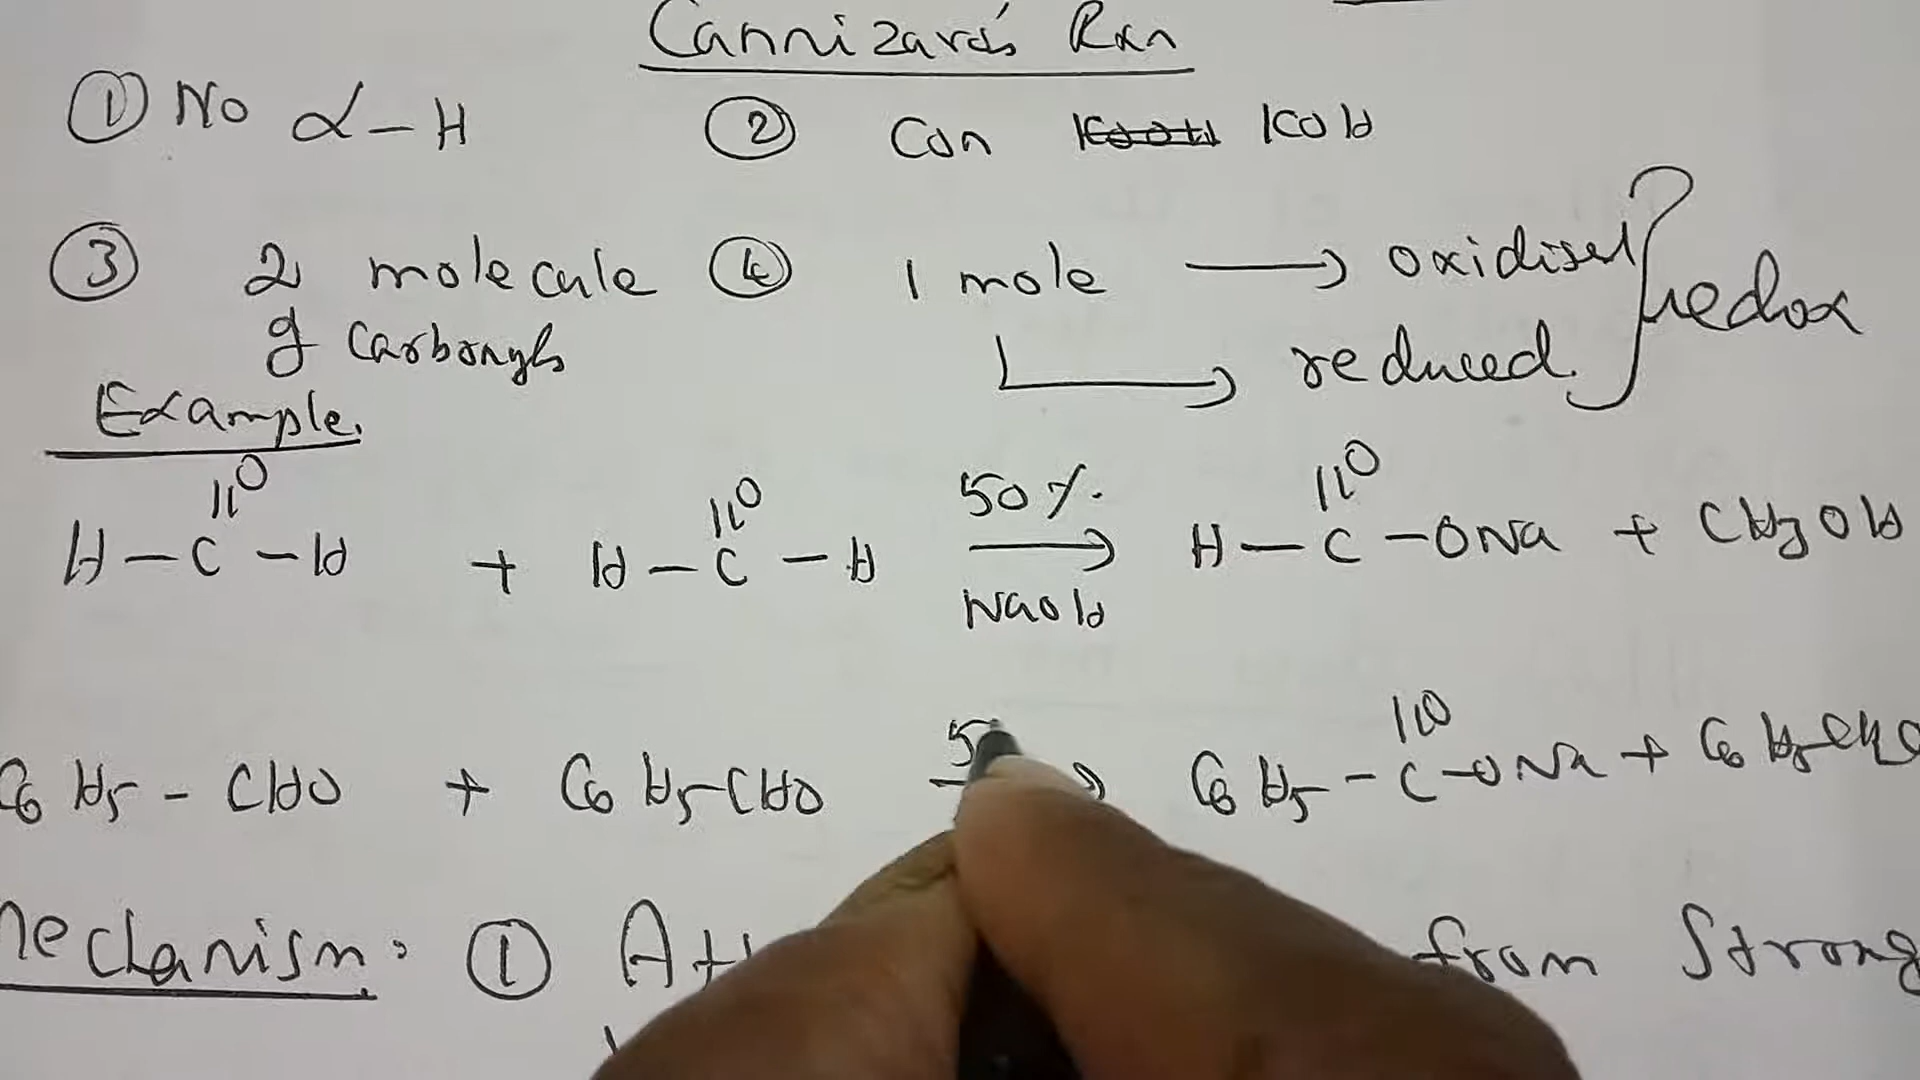 Cannizaro's Rxn
① No α-H ② Con KOH
③ 2 molecule ④ 1 mole → oxidised
of carbonyls → reduced. redox
Example.
O O 50% O
H-C-H + H-C-H → H-C-ONa + CH3OH
NaOH
5 O
C6H5-CHO + C6H5-CHO → C6H5-C-ONa + C6H5
Mechanism: ① from Strong